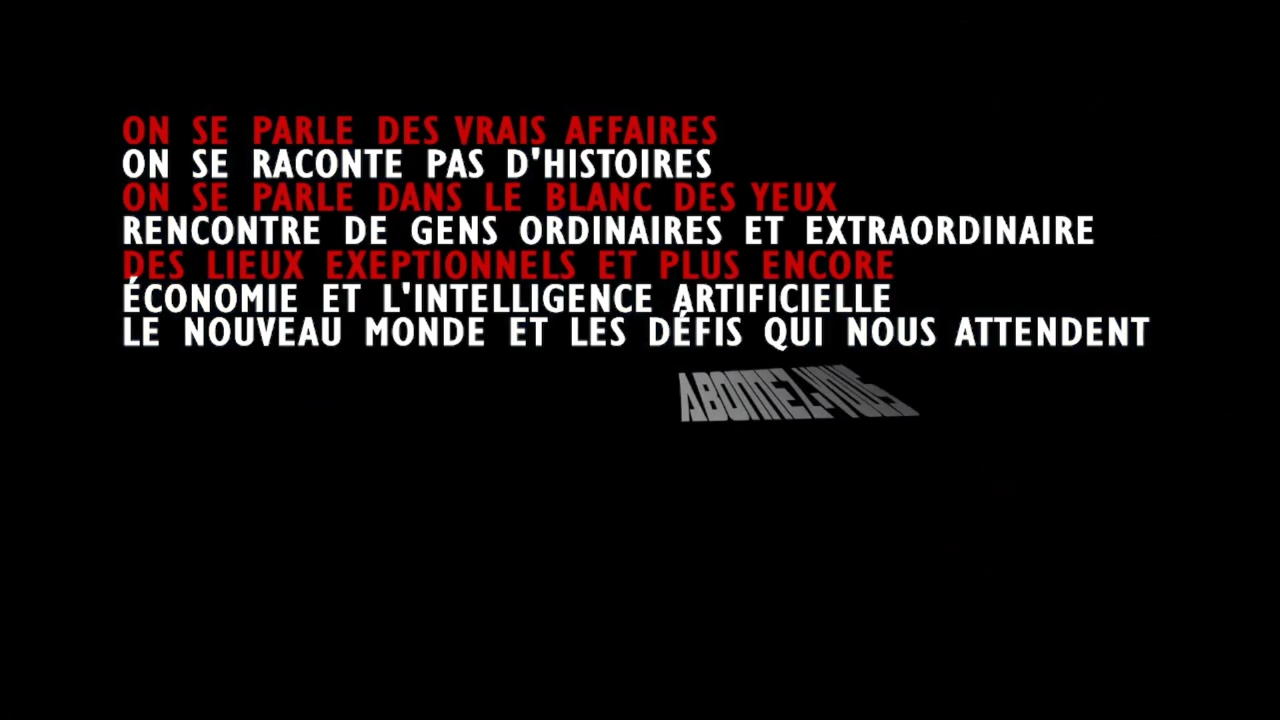 ON SE PARLE DES VRAIS AFFAIRES
ON SE RACONTE PAS D'HISTOIRES
ON SE PARLE DANS LE BLANC DES YEUX
RENCONTRE DE GENS ORDINAIRES ET EXTRAORDINAIRE
DES LIEUX EXEPTIONNELS ET PLUS ENCORE
ÉCONOMIE ET L'INTELLIGENCE ARTIFICIELLE
LE NOUVEAU MONDE ET LES DÉFIS QUI NOUS ATTENDENT
ABONNEZ-VOUS